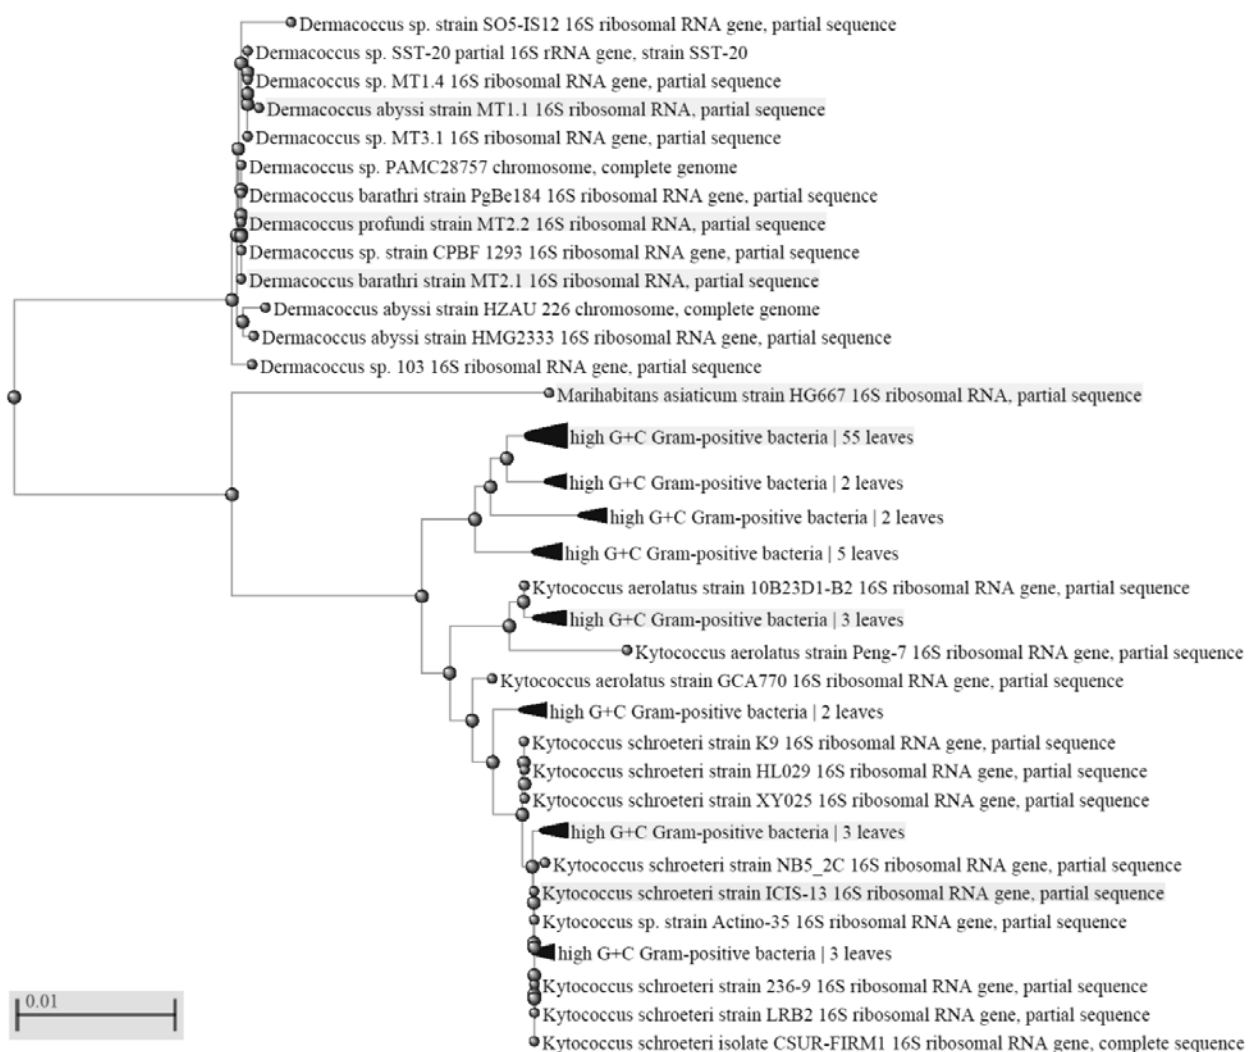 Dermacoccus sp. strain SO5-IS12 16S ribosomal RNA gene, partial sequence
Dermacoccus sp. SST-20 partial 16S rRNA gene, strain SST-20
Dermacoccus sp. MT1.4 16S ribosomal RNA gene, partial sequence
Dermacoccus abyssi strain MT1.1 16S ribosomal RNA, partial sequence
Dermacoccus sp. MT3.1 16S ribosomal RNA gene, partial sequence
Dermacoccus sp. PAMC28757 chromosome, complete genome
Dermacoccus barathri strain PgBe184 16S ribosomal RNA gene, partial sequence
Dermacoccus profundi strain MT2.2 16S ribosomal RNA, partial sequence
Dermacoccus sp. strain CPBF 1293 16S ribosomal RNA gene, partial sequence
Dermacoccus barathri strain MT2.1 16S ribosomal RNA, partial sequence
Dermacoccus abyssi strain HZAU 226 chromosome, complete genome
Dermacoccus abyssi strain HMG2333 16S ribosomal RNA gene, partial sequence
Dermacoccus sp. 103 16S ribosomal RNA gene, partial sequence
Marihabitans asiaticum strain HG667 16S ribosomal RNA, partial sequence
high G+C Gram-positive bacteria | 55 leaves
high G+C Gram-positive bacteria | 2 leaves
high G+C Gram-positive bacteria | 2 leaves
high G+C Gram-positive bacteria | 5 leaves
Kytococcus aerolatus strain 10B23D1-B2 16S ribosomal RNA gene, partial sequence
high G+C Gram-positive bacteria | 3 leaves
Kytococcus aerolatus strain Peng-7 16S ribosomal RNA gene, partial sequence
Kytococcus aerolatus strain GCA770 16S ribosomal RNA gene, partial sequence
high G+C Gram-positive bacteria | 2 leaves
Kytococcus schroeteri strain K9 16S ribosomal RNA gene, partial sequence
Kytococcus schroeteri strain HL029 16S ribosomal RNA gene, partial sequence
Kytococcus schroeteri strain XY025 16S ribosomal RNA gene, partial sequence
high G+C Gram-positive bacteria | 3 leaves
Kytococcus schroeteri strain NB5_2C 16S ribosomal RNA gene, partial sequence
Kytococcus schroeteri strain ICIS-13 16S ribosomal RNA gene, partial sequence
Kytococcus sp. strain Actino-35 16S ribosomal RNA gene, partial sequence
high G+C Gram-positive bacteria | 3 leaves
Kytococcus schroeteri strain 236-9 16S ribosomal RNA gene, partial sequence
0.01
Kytococcus schroeteri strain LRB2 16S ribosomal RNA gene, partial sequence
Kytococcus schroeteri isolate CSUR-FIRM1 16S ribosomal RNA gene, complete sequence